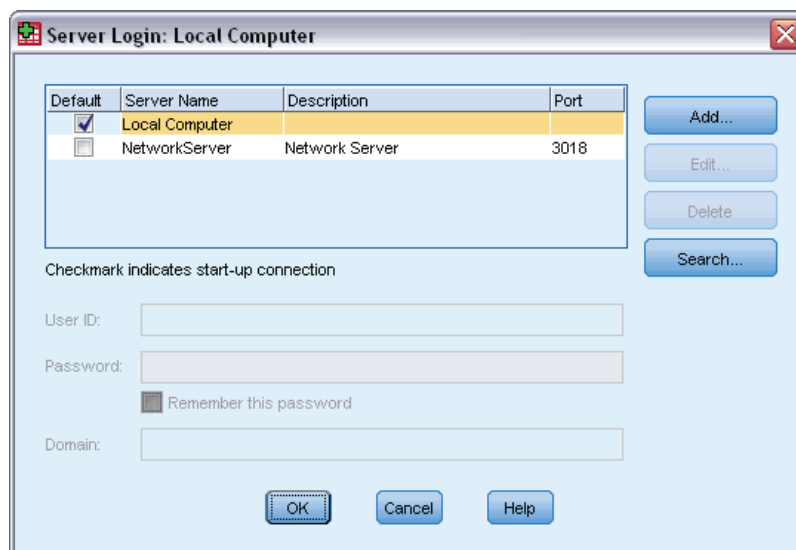 Server Login: Local Computer
Default Server Name Description Port
Local Computer
NetworkServer Network Server 3018
Add...
Edit...
Delete
Search...
Checkmark indicates start-up connection
User ID:
Password:
Remember this password
Domain:
OK Cancel Help